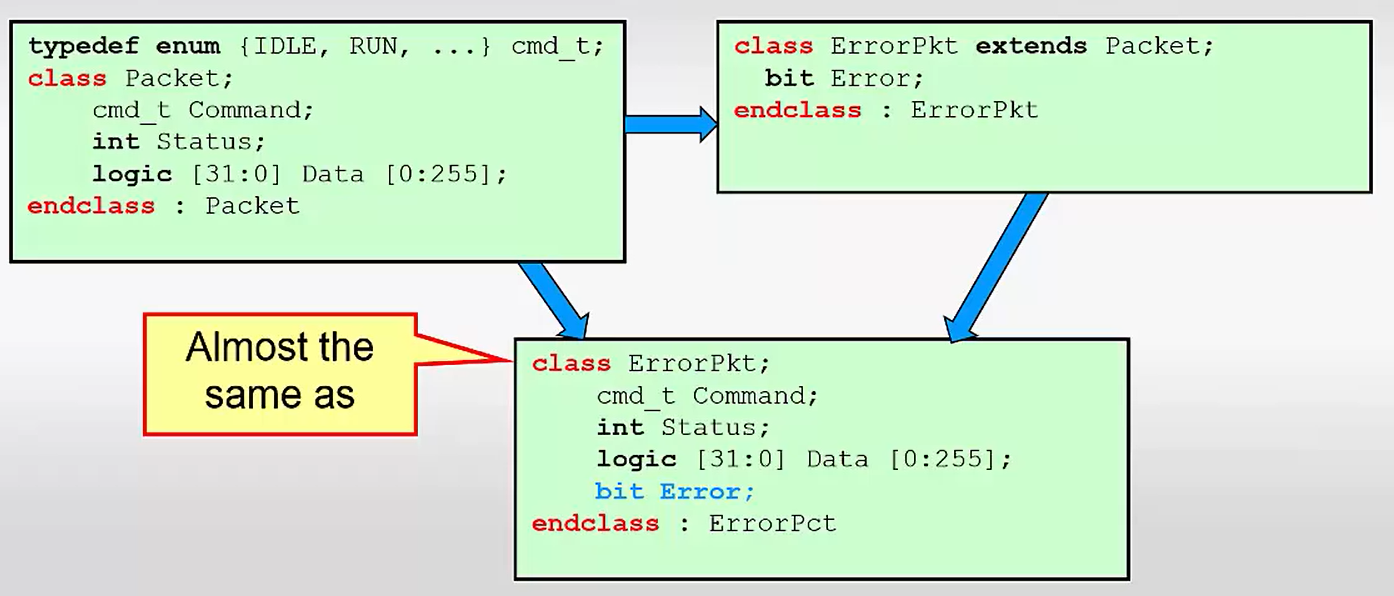 typedef enum {IDLE, RUN, ...} cmd_t;
class Packet;
cmd_t Command;
int Status;
logic [31:0] Data [0:255];
endclass : Packet
class ErrorPkt extends Packet;
bit Error;
endclass : ErrorPkt
Almost the
same as
class ErrorPkt;
cmd_t Command;
int Status;
logic [31:0] Data [0:255];
bit Error;
endclass : ErrorPct